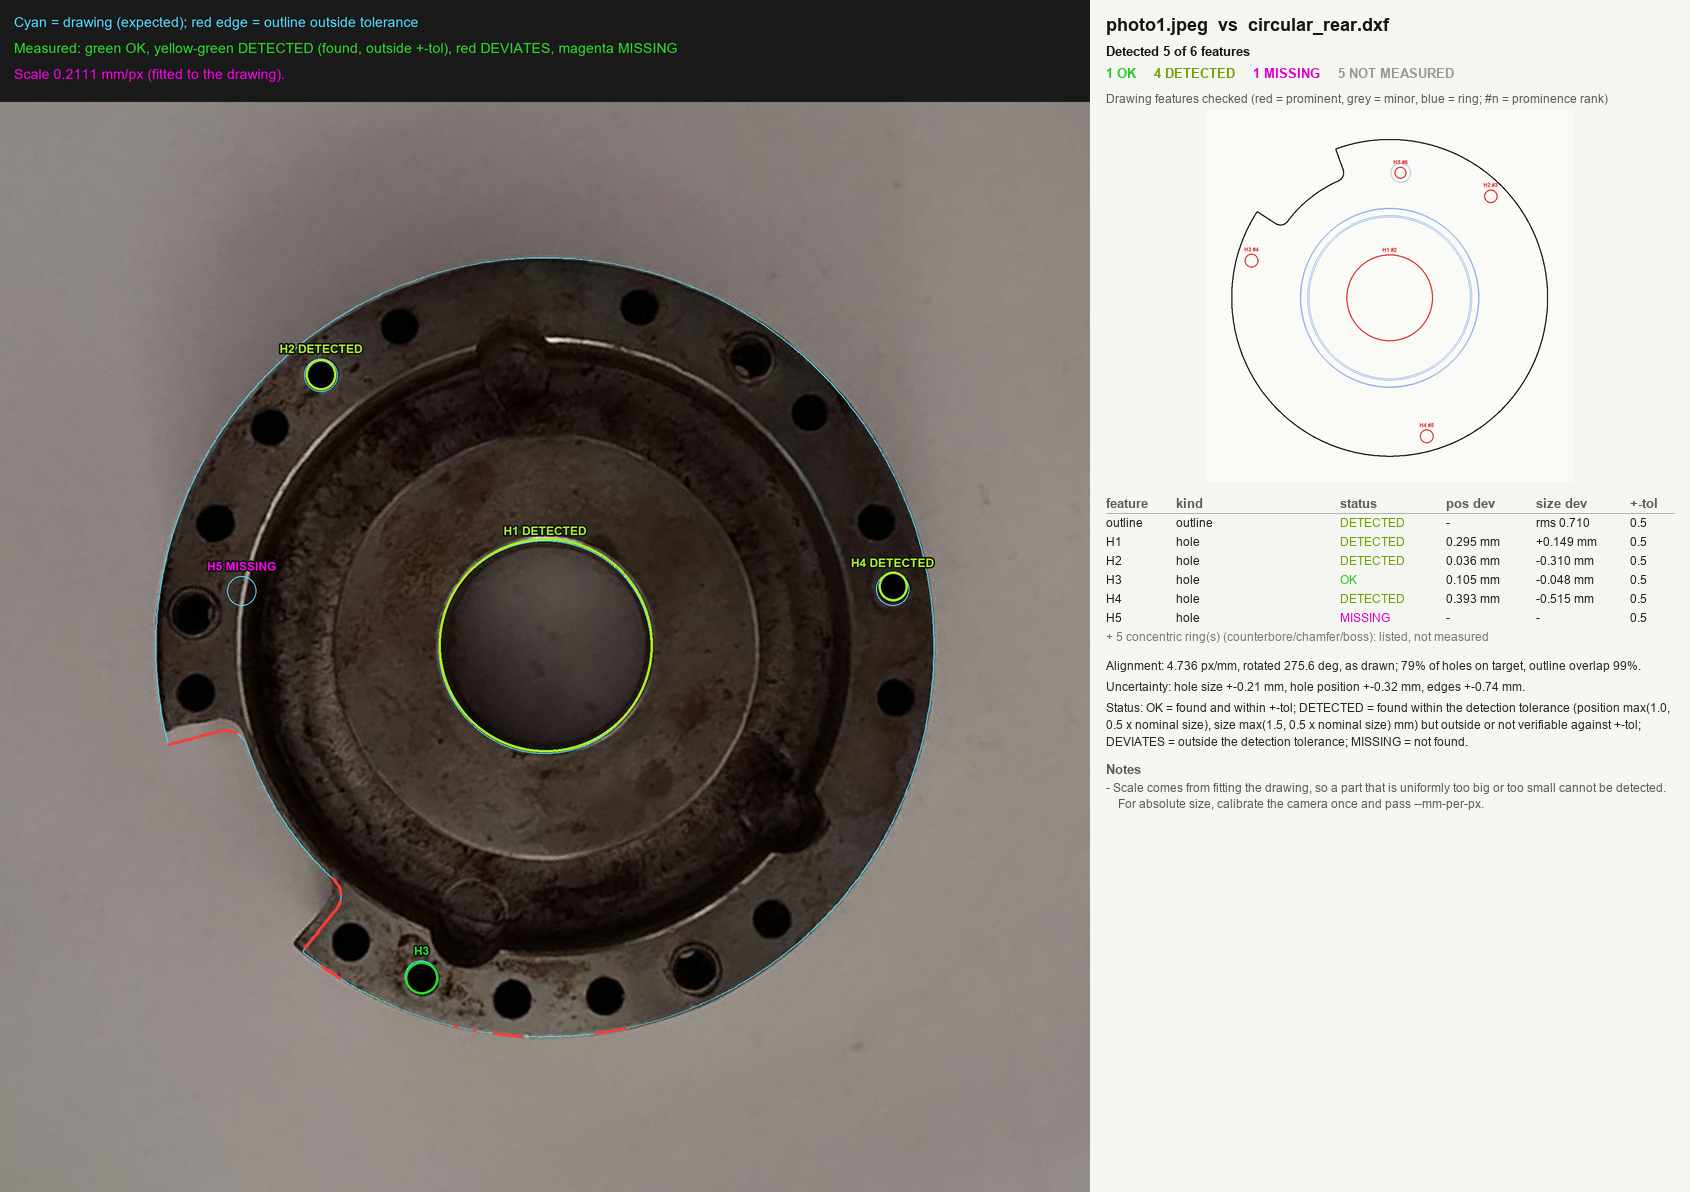 Cyan = drawing (expected); red edge = outline outside tolerance
Measured: green OK, yellow-green DETECTED (found, outside +-tol), red DEVIATES, magenta MISSING
Scale 0.2111 mm/px (fitted to the drawing).
H2 DETECTED
H1 DETECTED
H4 DETECTED
H5 MISSING
H3
photo1.jpeg vs circular_rear.dxf
Detected 5 of 6 features
1 OK 4 DETECTED 1 MISSING 5 NOT MEASURED
Drawing features checked (red = prominent, grey = minor, blue = ring; #n = prominence rank)
H5 #6
H2 #3
H3 #4
H1 #2
H4 #5
feature kind status pos dev size dev +-tol
outline outline DETECTED - rms 0.710 0.5
H1 hole DETECTED 0.295 mm +0.149 mm 0.5
H2 hole DETECTED 0.036 mm -0.310 mm 0.5
H3 hole OK 0.105 mm -0.048 mm 0.5
H4 hole DETECTED 0.393 mm -0.515 mm 0.5
H5 hole MISSING - - 0.5
+ 5 concentric ring(s) (counterbore/chamfer/boss): listed, not measured
Alignment: 4.736 px/mm, rotated 275.6 deg, as drawn; 79% of holes on target, outline overlap 99%.
Uncertainty: hole size +-0.21 mm, hole position +-0.32 mm, edges +-0.74 mm.
Status: OK = found and within +-tol; DETECTED = found within the detection tolerance (position max(1.0,
0.5 x nominal size), size max(1.5, 0.5 x nominal size) mm) but outside or not verifiable against +-tol;
DEVIATES = outside the detection tolerance; MISSING = not found.
Notes
- Scale comes from fitting the drawing, so a part that is uniformly too big or too small cannot be detected.
For absolute size, calibrate the camera once and pass --mm-per-px.